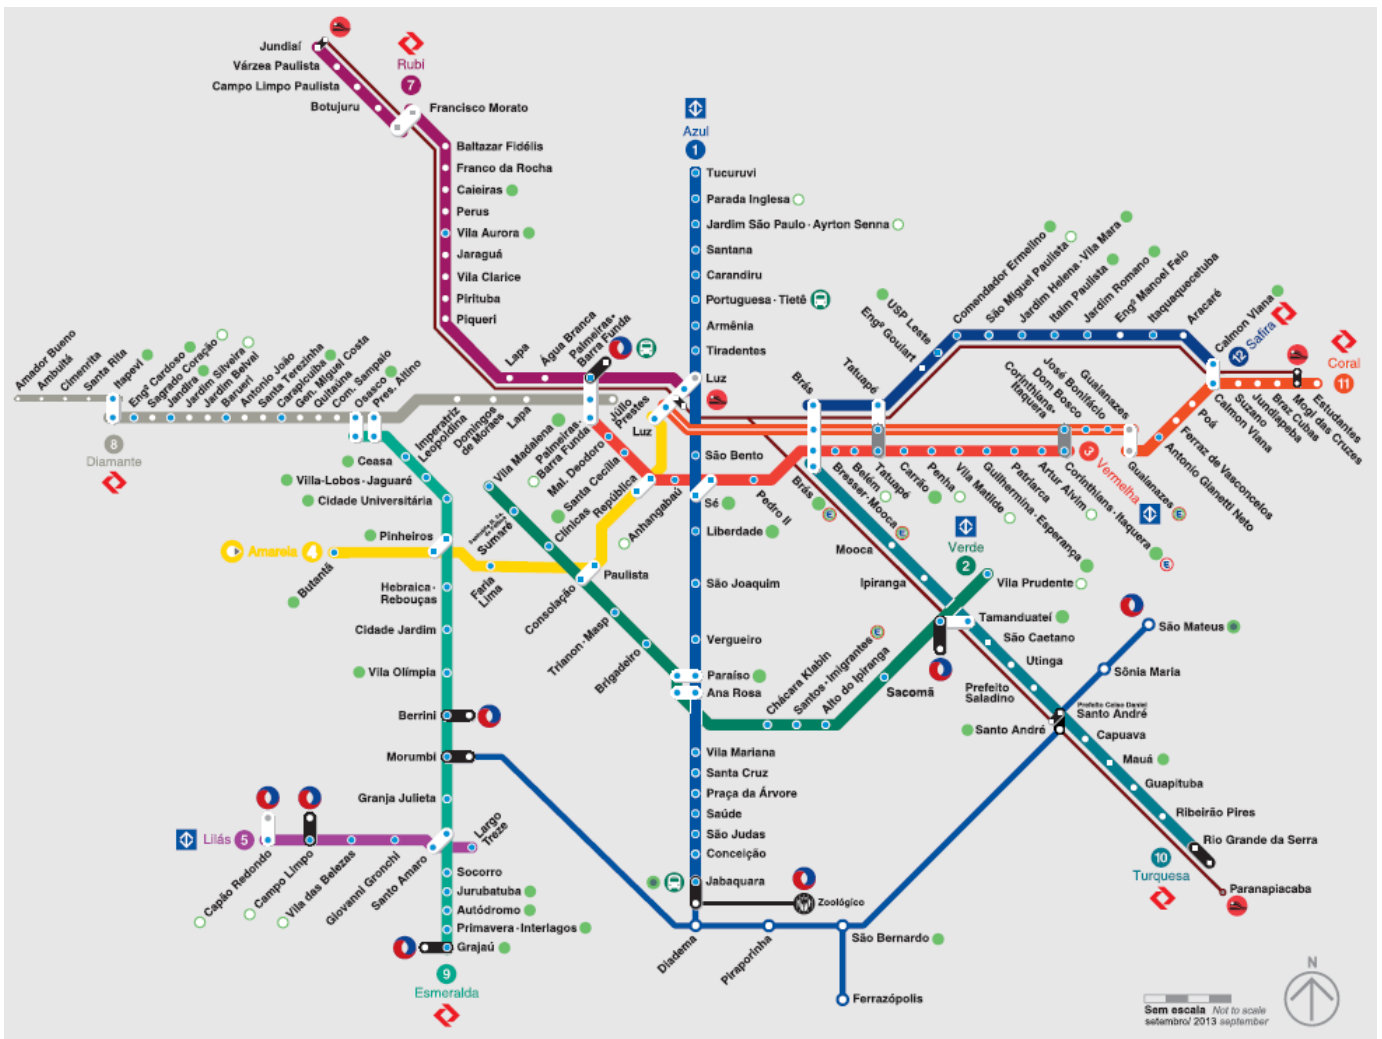 Jundiaí
Várzea Paulista
Campo Limpo Paulista
Botujuru
Rubi
7
Francisco Morato
Baltazar Fidélis
Franco da Rocha
Caieiras
Perus
Vila Aurora
Jaraguá
Vila Clarice
Pirituba
Piqueri
Lapa
Água Branca
Palmeiras-
Barra Funda
Azul
1
Tucuruvi
Parada Inglesa
Jardim São Paulo - Ayrton Senna
Santana
Carandiru
Portuguesa - Tietê
Armênia
Tiradentes
Luz
São Bento
Sé
Liberdade
São Joaquim
Vergueiro
Paraíso
Ana Rosa
Vila Mariana
Santa Cruz
Praça da Árvore
Saúde
São Judas
Conceição
Jabaquara
Zoológico
Amador Bueno
Ambuitá
Cimenrita
Santa Rita
Itapevi
Engº Cardoso
Sagrado Coração
Jandira
Jardim Silveira
Jardim Belval
Barueri
Antonio João
Santa Terezinha
Carapicuíba
Gen. Miguel Costa
Quitaúna
Com. Sampaio
Osasco
Pres. Altino
8
Diamante
Imperatriz
Leopoldina
Domingos
de Moraes
Lapa
Palmeiras-
Barra Funda
Júlio
Prestes
Luz
Ceasa
Villa-Lobos - Jaguaré
Cidade Universitária
Pinheiros
Hebraica -
Rebouças
Cidade Jardim
Vila Olímpia
Berrini
Morumbi
Granja Julieta
Santo Amaro
Socorro
Jurubatuba
Autódromo
Primavera - Interlagos
Grajaú
9
Esmeralda
Amarela 4
Butantã
Faria
Lima
Paulista
República
Vila Madalena
Sumaré
Clínicas
Consolação
Trianon - Masp
Brigadeiro
Chácara Klabin
Santos - Imigrantes
Alto do Ipiranga
Sacomã
Verde
2
Vila Prudente
Tamanduateí
Mal. Deodoro
Santa Cecília
Anhangabaú
Pedro II
Brás
Bresser - Mooca
Belém
Tatuapé
Carrão
Penha
Vila Matilde
Guilhermina - Esperança
Patriarca
Artur Alvim
Corinthians - Itaquera
3 Vermelha
Brás
Tatuapé
Engº Goulart
USP Leste
Comendador Ermelino
São Miguel Paulista
Jardim Helena - Vila Mara
Itaim Paulista
Jardim Romano
Engº Manoel Feio
Itaquaquecetuba
Aracaré
Calmon Viana
12 Safira
Coral
11
Corinthians-
Itaquera
Dom Bosco
José Bonifácio
Guaianazes
Guaianazes
Antonio Gianetti Neto
Ferraz de Vasconcelos
Poá
Calmon Viana
Suzano
Jundiapeba
Braz Cubas
Mogi das Cruzes
Estudantes
Mooca
Ipiranga
São Caetano
Utinga
Prefeito
Saladino
Prefeito Celso Daniel
Santo André
Santo André
Capuava
Mauá
Guapituba
Ribeirão Pires
Rio Grande da Serra
Paranapiacaba
10
Turquesa
São Mateus
Sônia Maria
São Bernardo
Ferrazópolis
Piraporinha
Diadema
Lilás 5
Capão Redondo
Campo Limpo
Vila das Belezas
Giovanni Gronchi
Largo
Treze
N
Sem escala Not to scale
setembro/ 2013 september